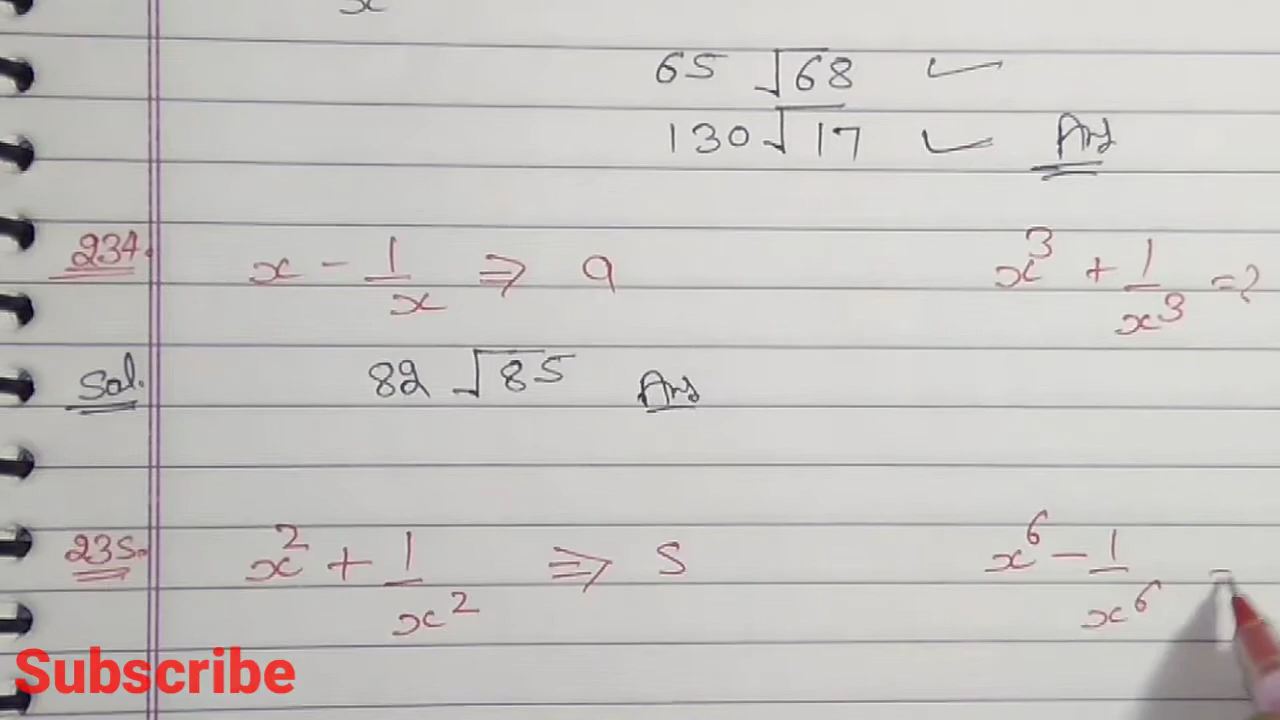 x
65 √68
130√17 Ans
234. x - 1/x ⇒ 9 x³ + 1/x³ =?
Sol. 82 √85 Ans
235. x² + 1/x² ⇒ 5 x⁶ - 1/x⁶ =
Subscribe